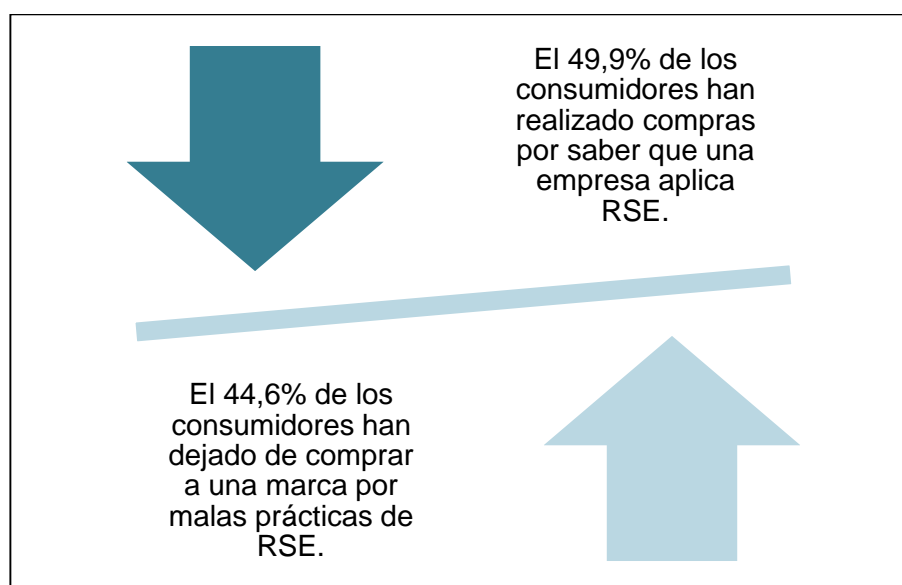 El 49,9% de los
consumidores han
realizado compras
por saber que una
empresa aplica
RSE.
El 44,6% de los
consumidores han
dejado de comprar
a una marca por
malas prácticas de
RSE.